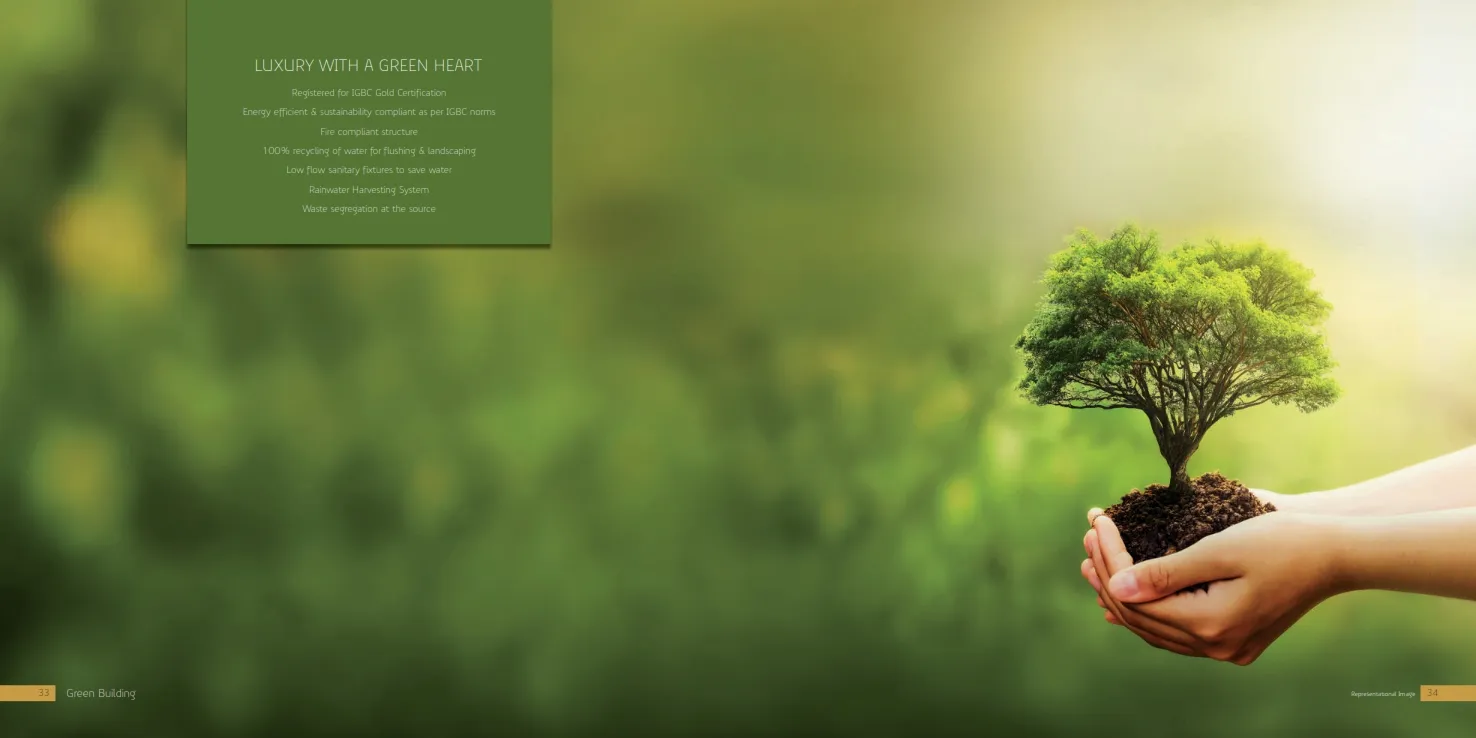 LUXURY WITH A GREEN HEART
Registered for IGBC Gold Certification
Energy efficient & sustainability compliant as per IGBC norms
Fire compliant structure
100% recycling of water for flushing & landscaping
Low flow sanitary fixtures to save water
Rainwater Harvesting System
Waste segregation at the source
33 Green Building
Representational Image 34